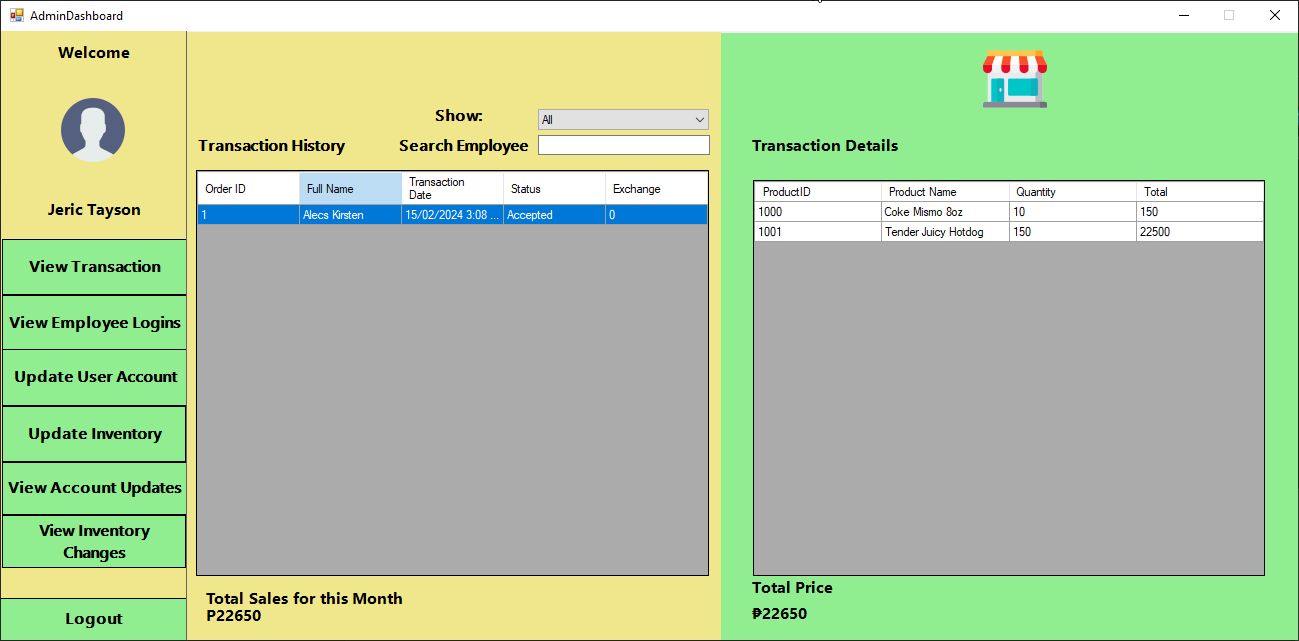 AdminDashboard
Welcome
Jeric Tayson
View Transaction
View Employee Logins
Update User Account
Update Inventory
View Account Updates
View Inventory
Changes
Logout
Show:
All
Transaction History
Search Employee
Order ID
Full Name
Transaction
Date
Status
Exchange
1
Alecs Kirsten
15/02/2024 3:08 ...
Accepted
0
Total Sales for this Month
P22650
Transaction Details
ProductID
Product Name
Quantity
Total
1000
Coke Mismo 8oz
10
150
1001
Tender Juicy Hotdog
150
22500
Total Price
₱22650